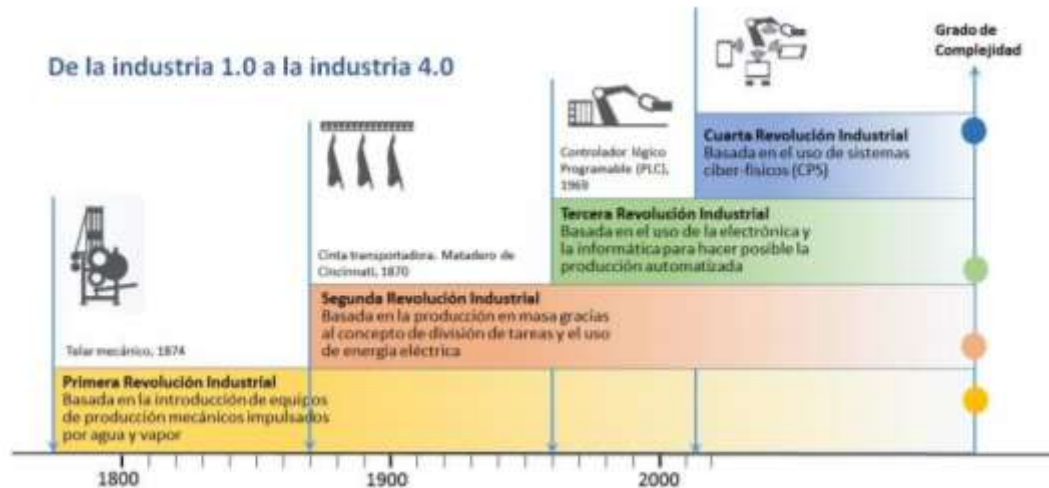 De la industria 1.0 a la industria 4.0
Grado de
Complejidad
Cuarta Revolución Industrial
Basada en el uso de sistemas
ciber-físicos (CPS)
Controlador lógico
Programable (PLC),
1969
Tercera Revolución Industrial
Basada en el uso de la electrónica y
la informática para hacer posible la
producción automatizada
Cinta transportadora. Matadero de
Cincinnati, 1870
Segunda Revolución Industrial
Basada en la producción en masa gracias
al concepto de división de tareas y el uso
de energía eléctrica
Telar mecánico, 1874
Primera Revolución Industrial
Basada en la introducción de equipos
de producción mecánicos impulsados
por agua y vapor
1800
1900
2000